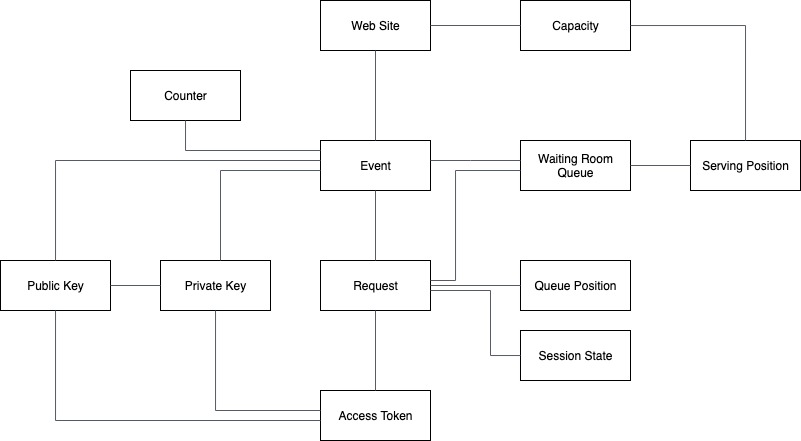 Web Site
Capacity
Counter
Event
Waiting Room
Queue
Serving Position
Public Key
Private Key
Request
Queue Position
Session State
Access Token